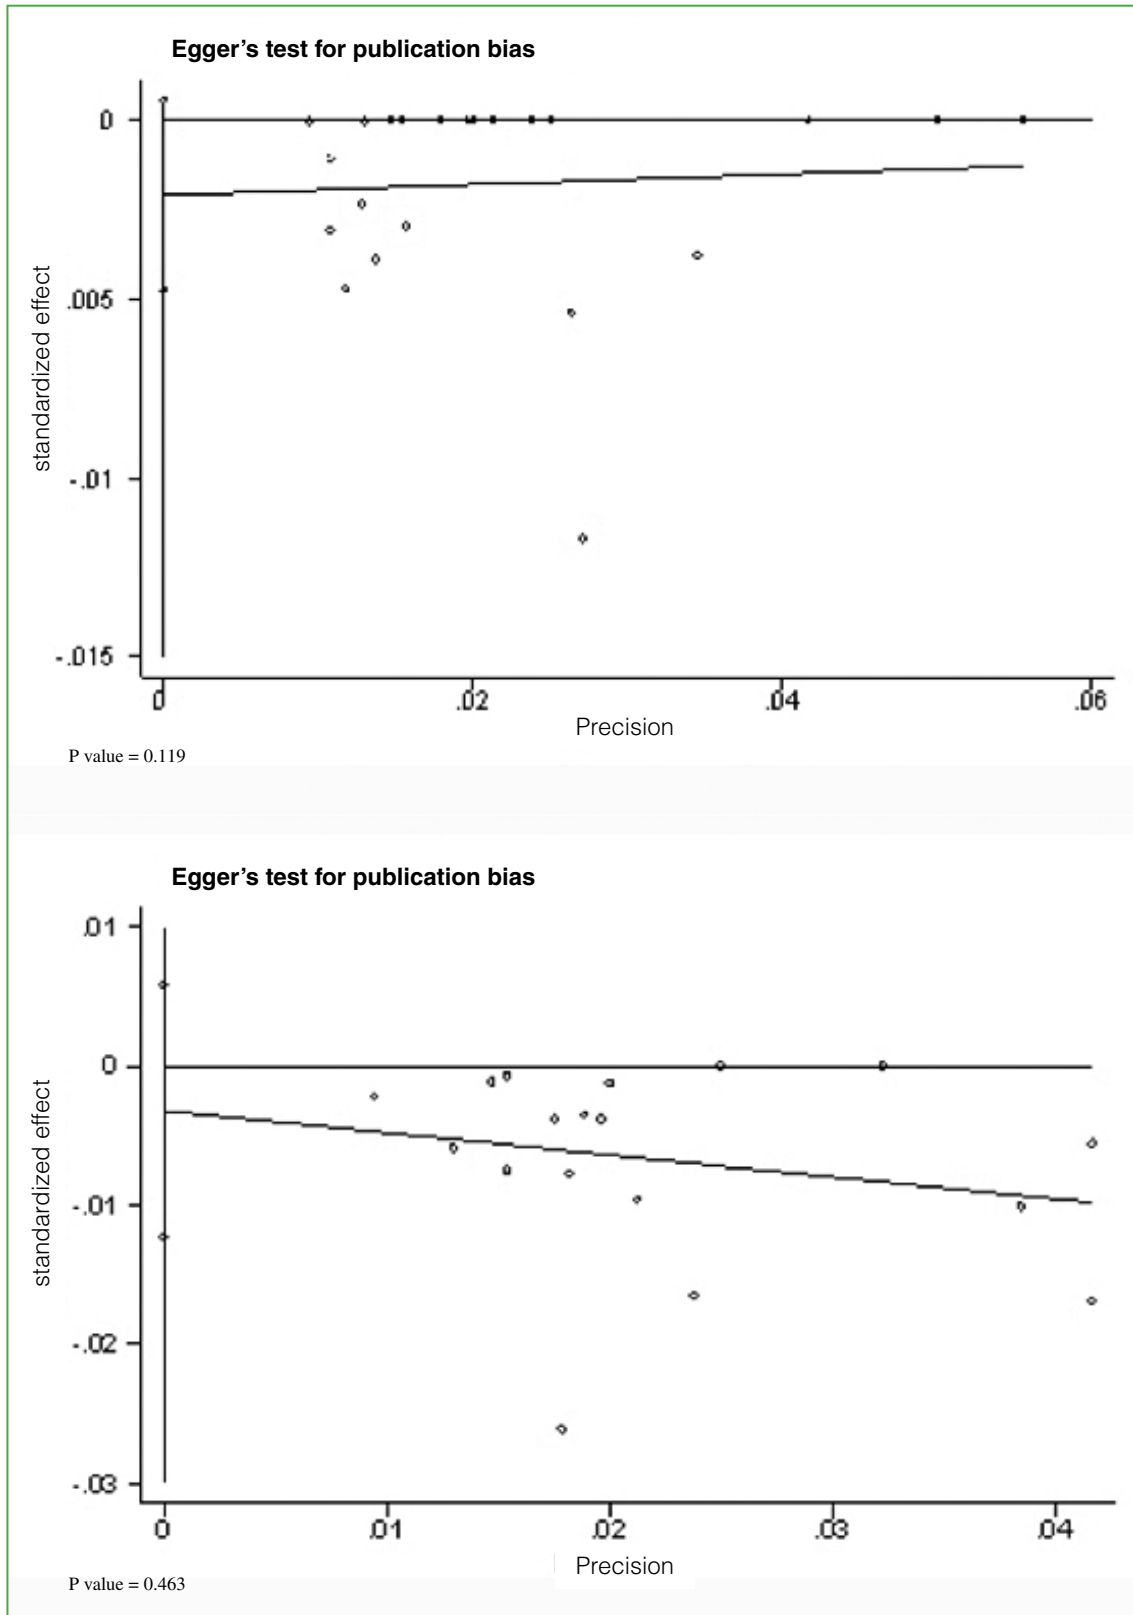 Egger’s test for publication bias
0
.005
-.01
-.015
standardized effect
0
.02
.04
.06
Precision
P value = 0.119
Egger’s test for publication bias
.01
0
-.01
-.02
-.03
standardized effect
0
.01
.02
.03
.04
Precision
P value = 0.463